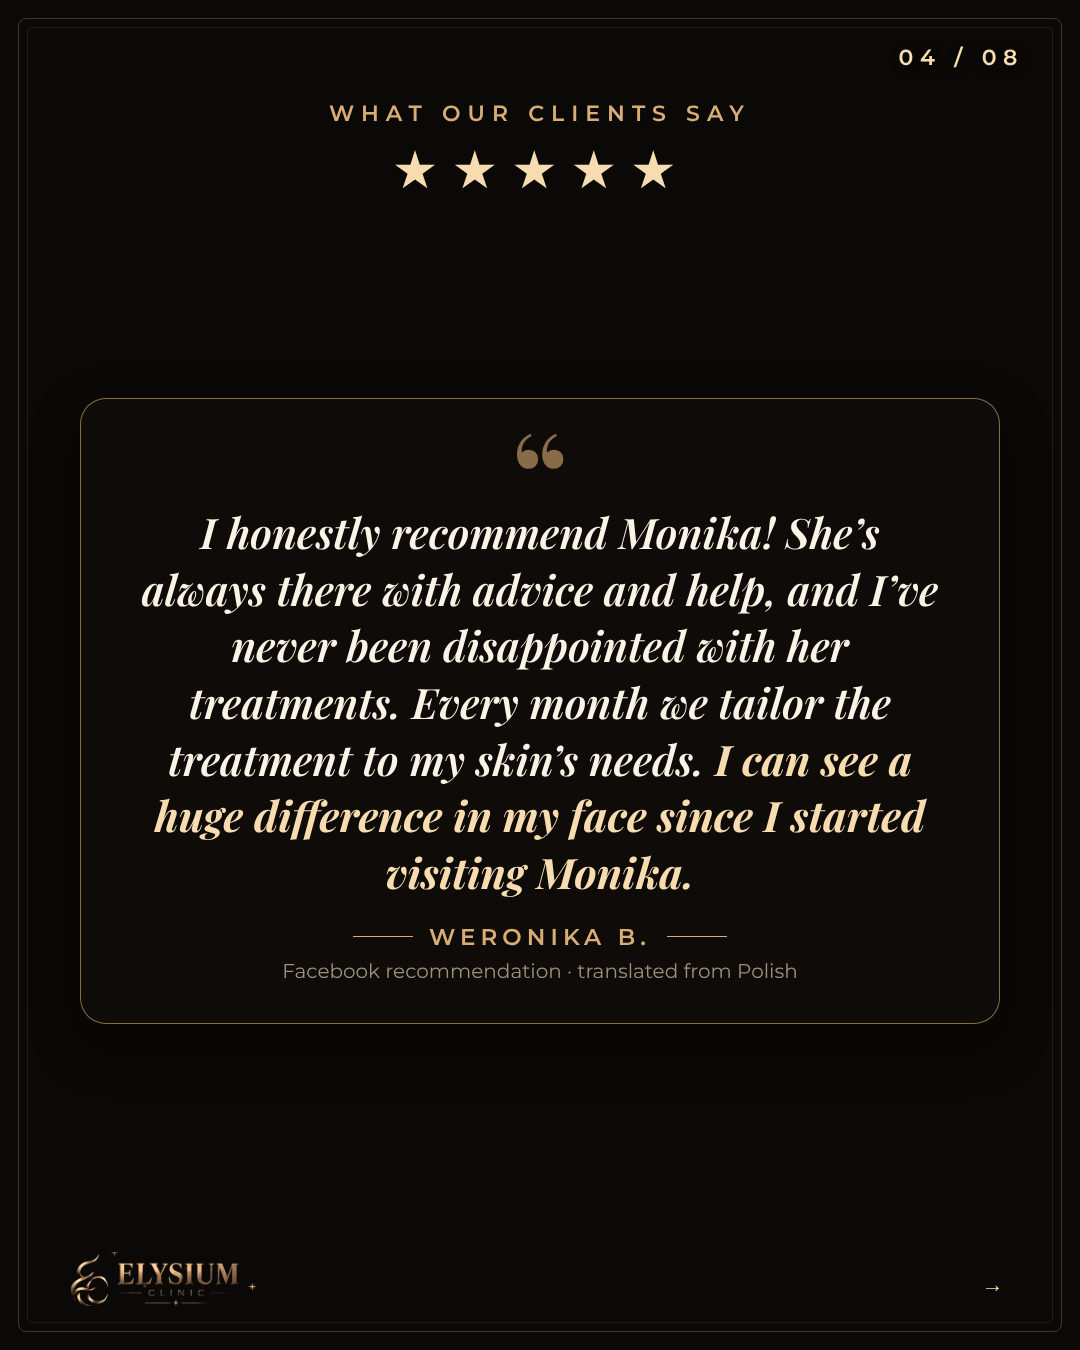 04 / 08
WHAT OUR CLIENTS SAY
★ ★ ★ ★ ★
“
I honestly recommend Monika! She’s
always there with advice and help, and I’ve
never been disappointed with her
treatments. Every month we tailor the
treatment to my skin’s needs. I can see a
huge difference in my face since I started
visiting Monika.
WERONIKA B.
Facebook recommendation · translated from Polish
ELYSIUM
CLINIC
→